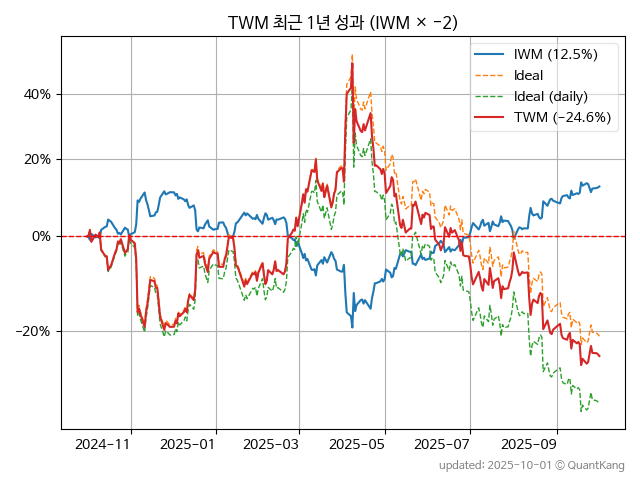 TWM 최근 1년 성과 (IWM × −2)
IWM (12.5%)
Ideal
Ideal (daily)
TWM (−24.6%)
40%
20%
0%
−20%
2024-11
2025-01
2025-03
2025-05
2025-07
2025-09
updated: 2025-10-01 © QuantKang